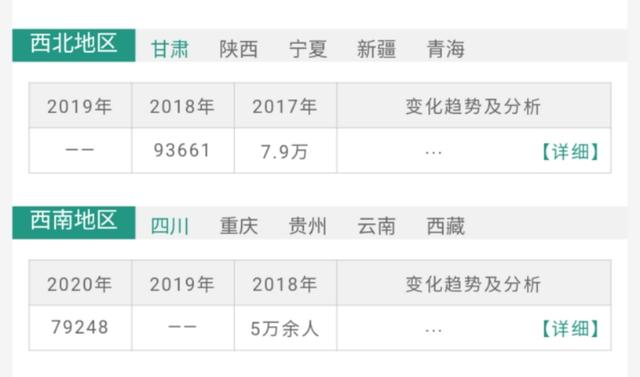 西北地区 甘肃 陕西 宁夏 新疆 青海
2019年 2018年 2017年 变化趋势及分析
—— 93661 7.9万 ... 【详细】
西南地区 四川 重庆 贵州 云南 西藏
2020年 2019年 2018年 变化趋势及分析
79248 —— 5万余人 ... 【详细】